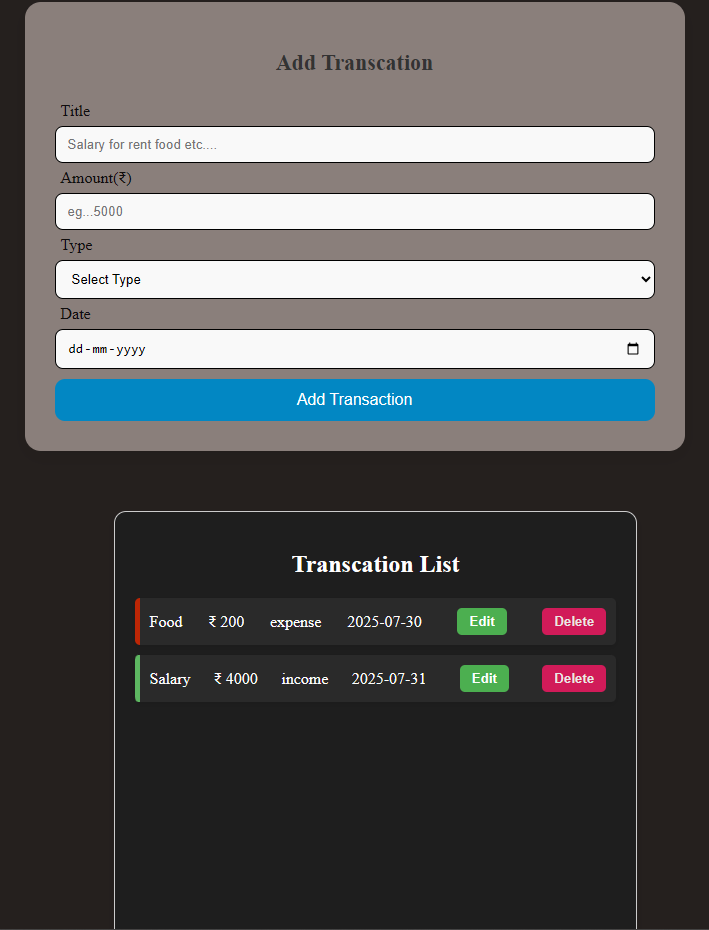 Add Transcation
Title
Salary for rent food etc....
Amount(₹)
eg...5000
Type
Select Type
Date
dd-mm-yyyy
Add Transaction
Transcation List
Food ₹ 200 expense 2025-07-30 Edit Delete
Salary ₹ 4000 income 2025-07-31 Edit Delete